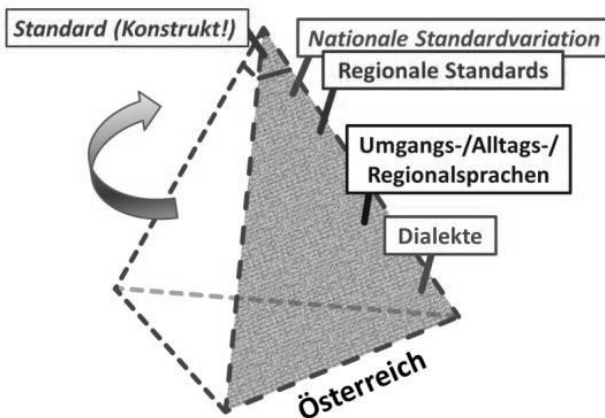 Standard (Konstrukt!)
Nationale Standardvariation
Regionale Standards
Umgangs-/Alltags-/
Regionalsprachen
Dialekte
Österreich